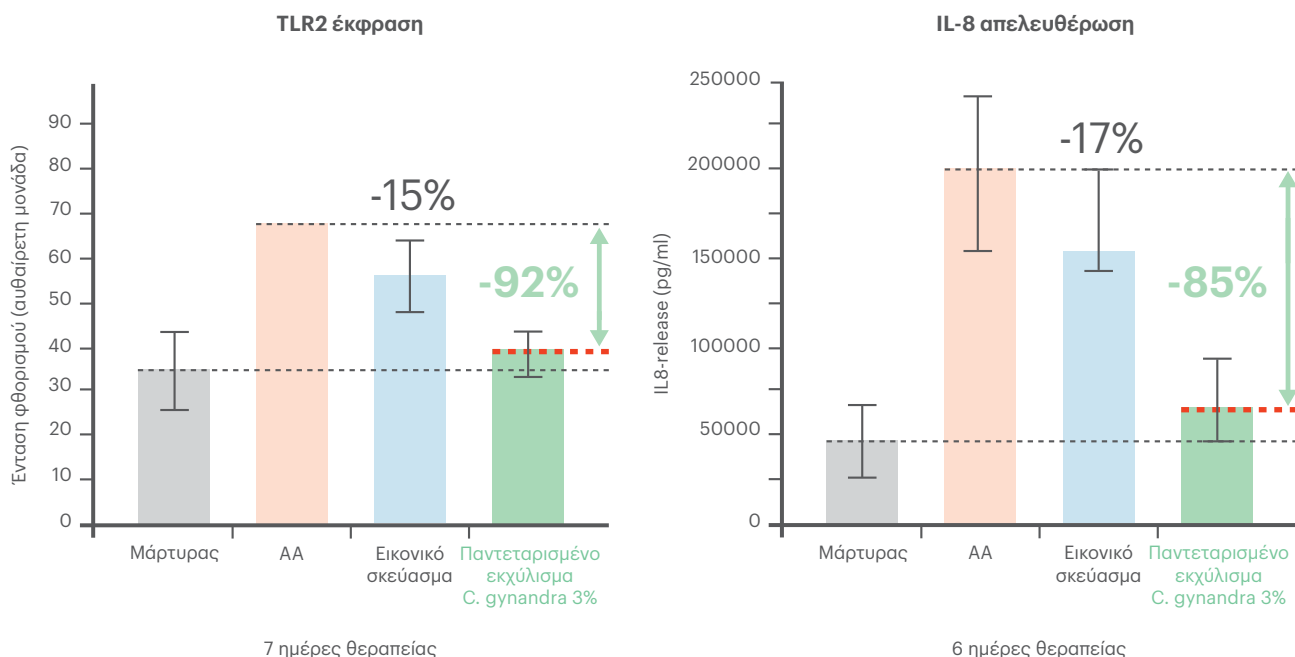 TLR2 έκφραση
Ένταση φθορισμού (αυθαίρετη μονάδα)
90
80
70
60
50
40
30
20
10
0
-15%
-92%
Μάρτυρας
AA
Εικονικό
σκεύασμα
Παντεταρισμένο
εκχύλισμα
C. gynandra 3%
7 ημέρες θεραπείας
IL-8 απελευθέρωση
IL8-release (pg/ml)
250000
200000
150000
100000
50000
0
-17%
-85%
Μάρτυρας
AA
Εικονικό
σκεύασμα
Παντεταρισμένο
εκχύλισμα
C. gynandra 3%
6 ημέρες θεραπείας